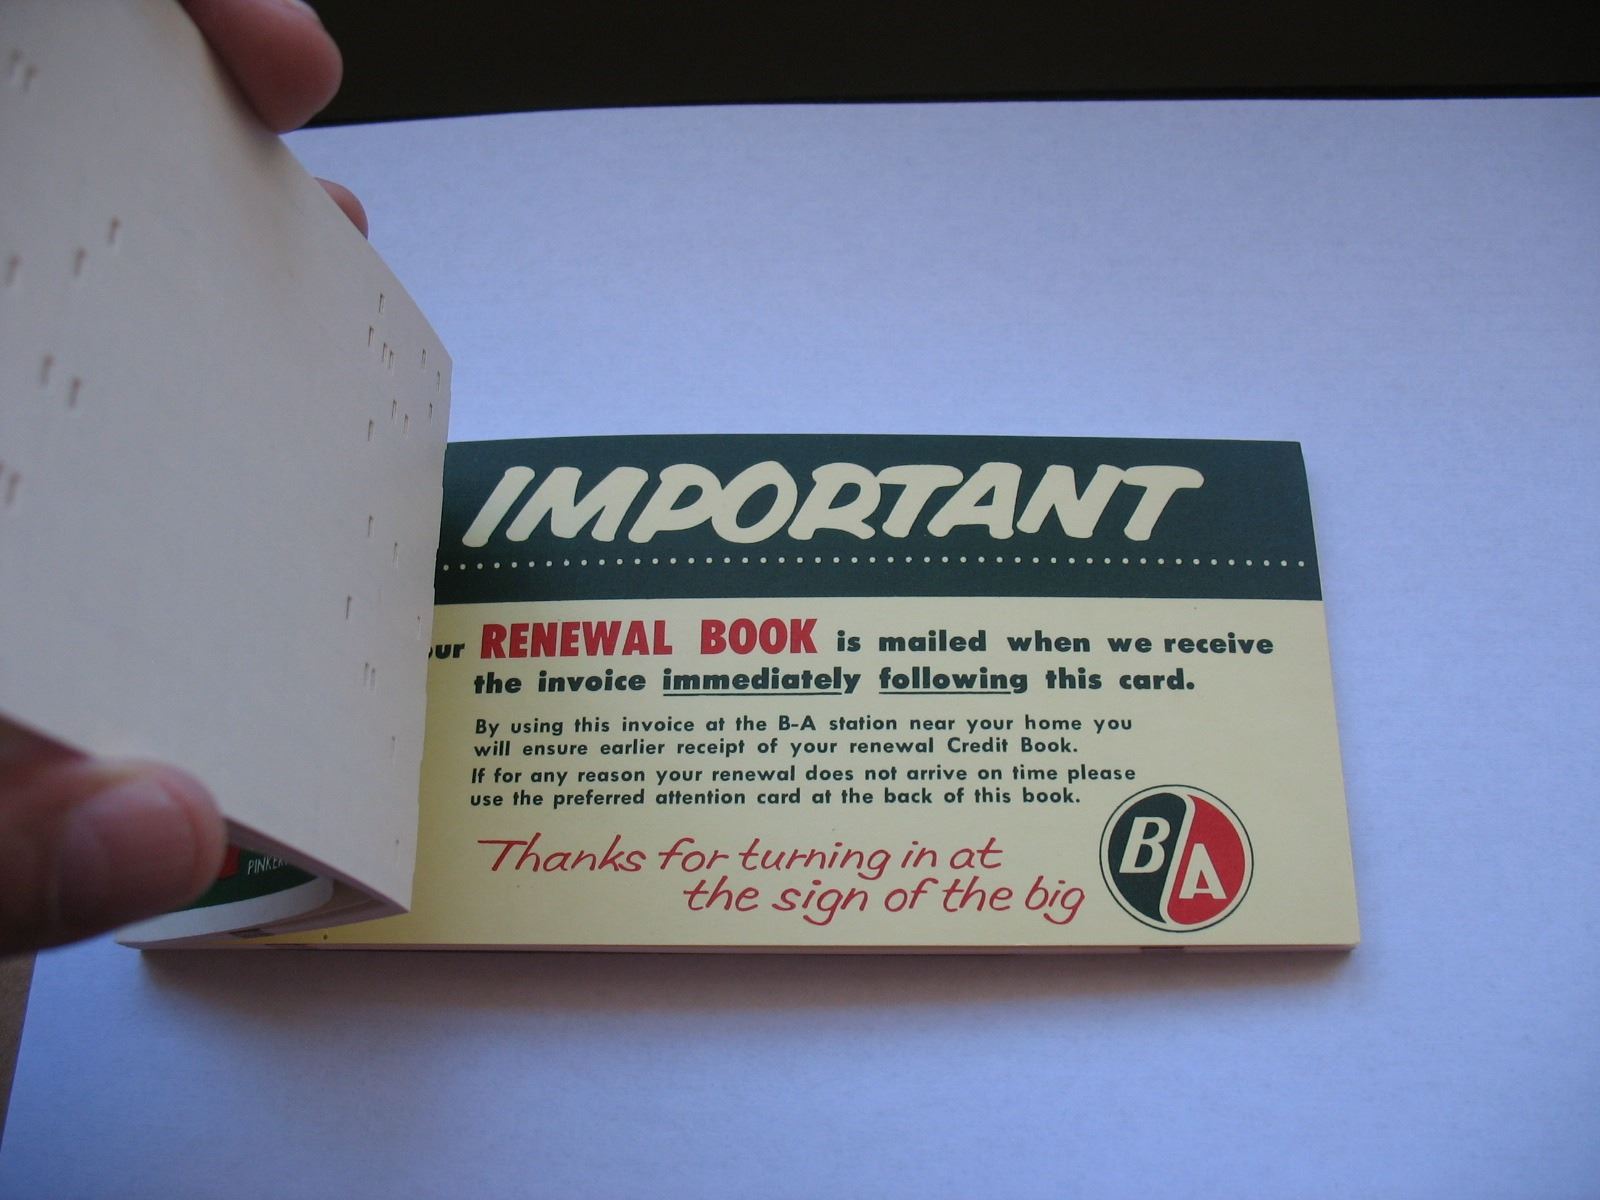 IMPORTANT
RENEWAL BOOK is mailed when we receive
the invoice immediately following this card.
By using this invoice at the B-A station near your home you
will ensure earlier receipt of your renewal Credit Book.
If for any reason your renewal does not arrive on time please
use the preferred attention card at the back of this book.
Thanks for turning in at
the sign of the big
B/A